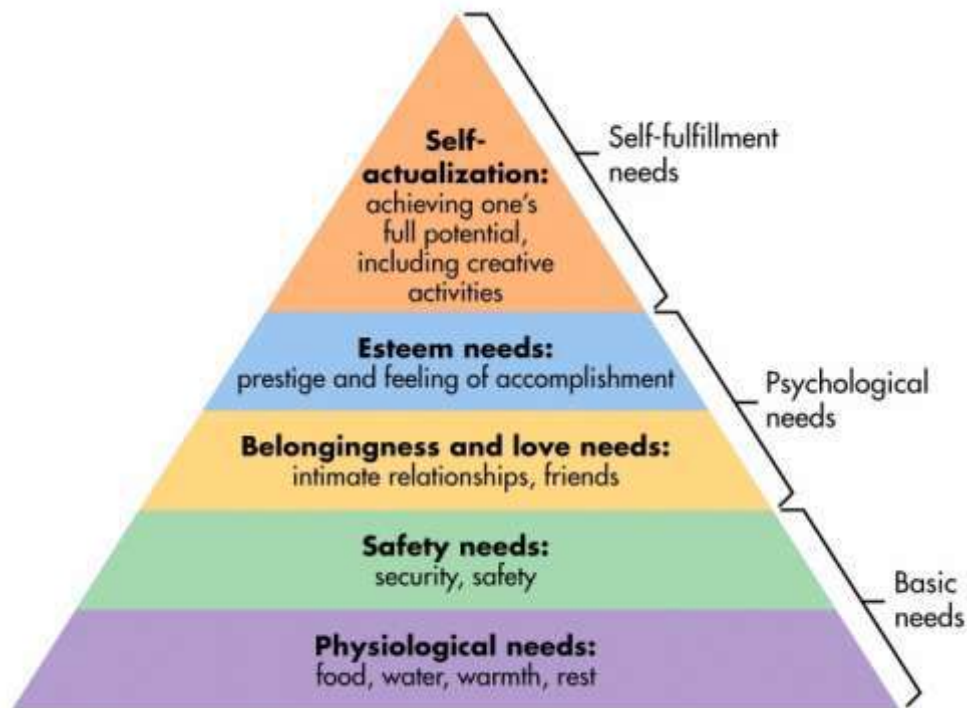 Self-
actualization:
achieving one's
full potential,
including creative
activities
Self-fulfillment
needs
Esteem needs:
prestige and feeling of accomplishment
Psychological
needs
Belongingness and love needs:
intimate relationships, friends
Safety needs:
security, safety
Basic
needs
Physiological needs:
food, water, warmth, rest